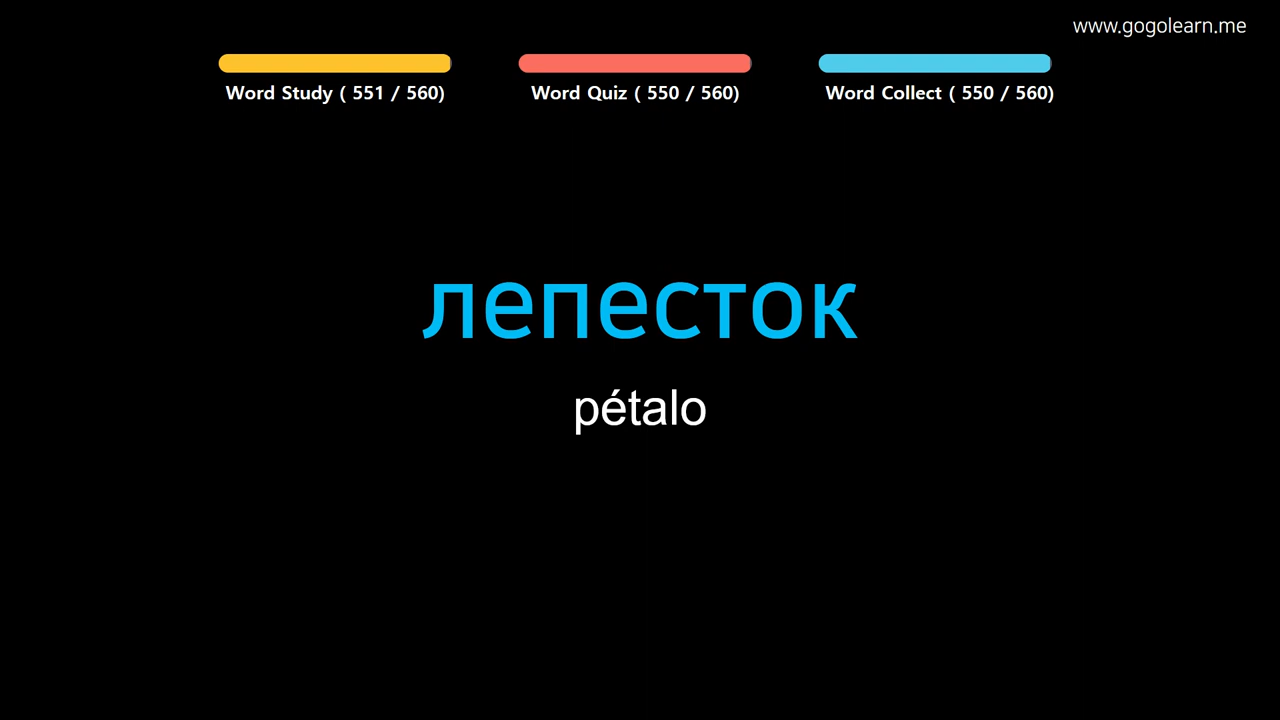 www.gogolearn.me
Word Study ( 551 / 560)
Word Quiz ( 550 / 560)
Word Collect ( 550 / 560)
лепесток
pétalo